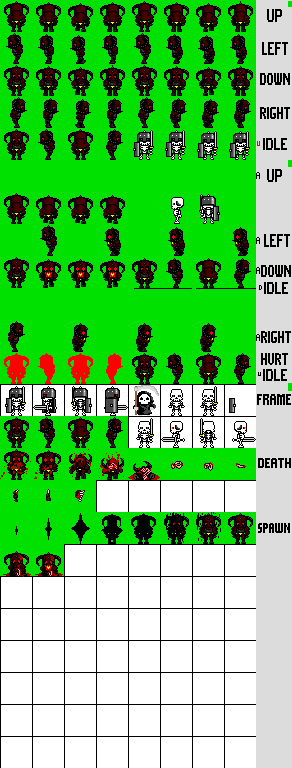 UP
LEFT
DOWN
RIGHT
U IDLE
A UP
A LEFT
A DOWN
D IDLE
A RIGHT
HURT
U IDLE
FRAME
DEATH
SPAWN